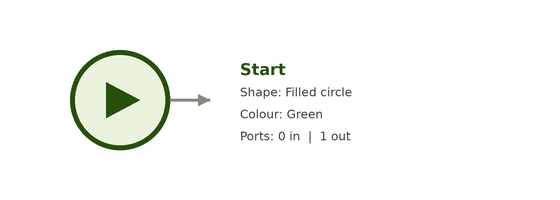 Start
Shape: Filled circle
Colour: Green
Ports: 0 in | 1 out